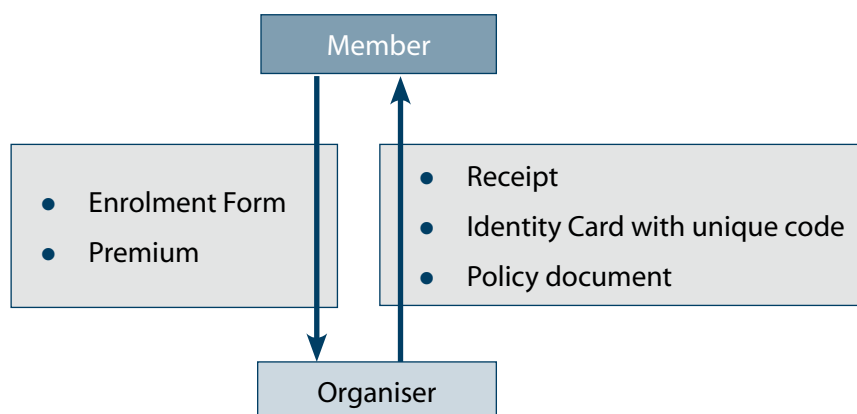 Member
Enrolment Form
Premium
Receipt
Identity Card with unique code
Policy document
Organiser